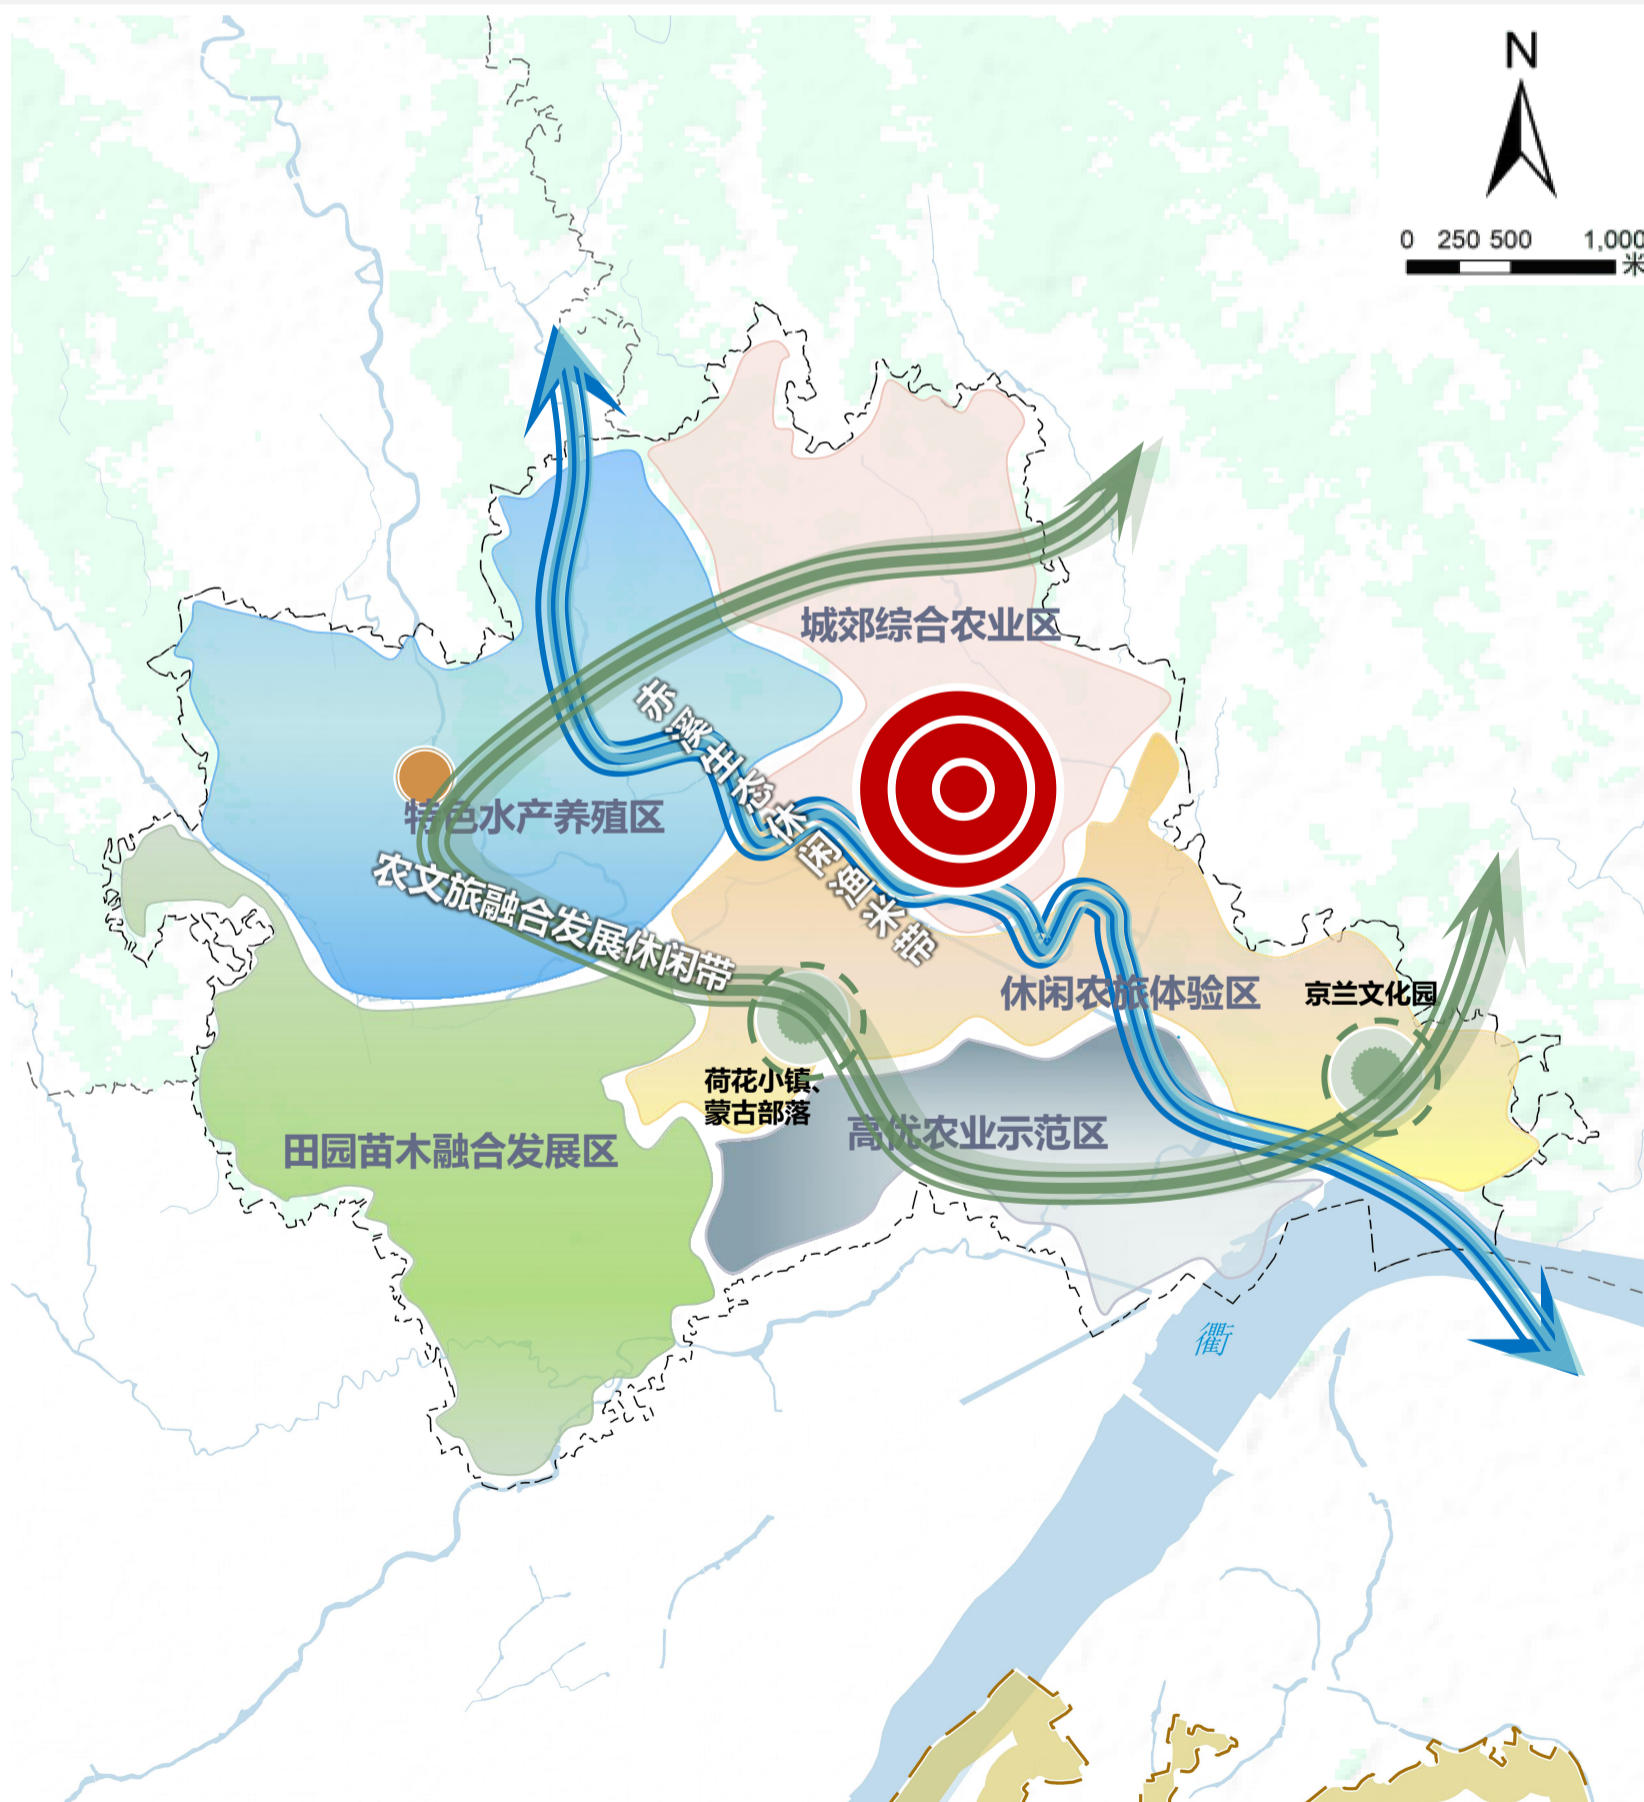 N
0 250 500 1,000
米
城郊综合农业区
赤溪生态休闲渔米带
特色水产养殖区
农文旅融合发展休闲带
休闲农旅体验区
京兰文化园
荷花小镇、
蒙古部落
高优农业示范区
田园苗木融合发展区
衢